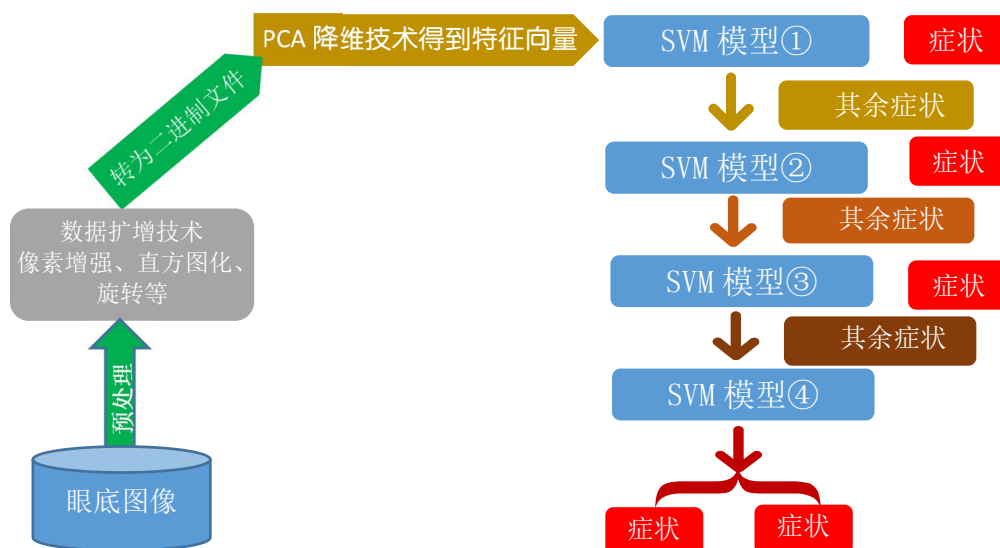 PCA 降维技术得到特征向量
SVM 模型①
症状
转为二进制文件
其余症状
SVM 模型②
症状
数据扩增技术
像素增强、直方图化、
旋转等
其余症状
SVM 模型③
症状
其余症状
预处理
SVM 模型④
眼底图像
症状
症状